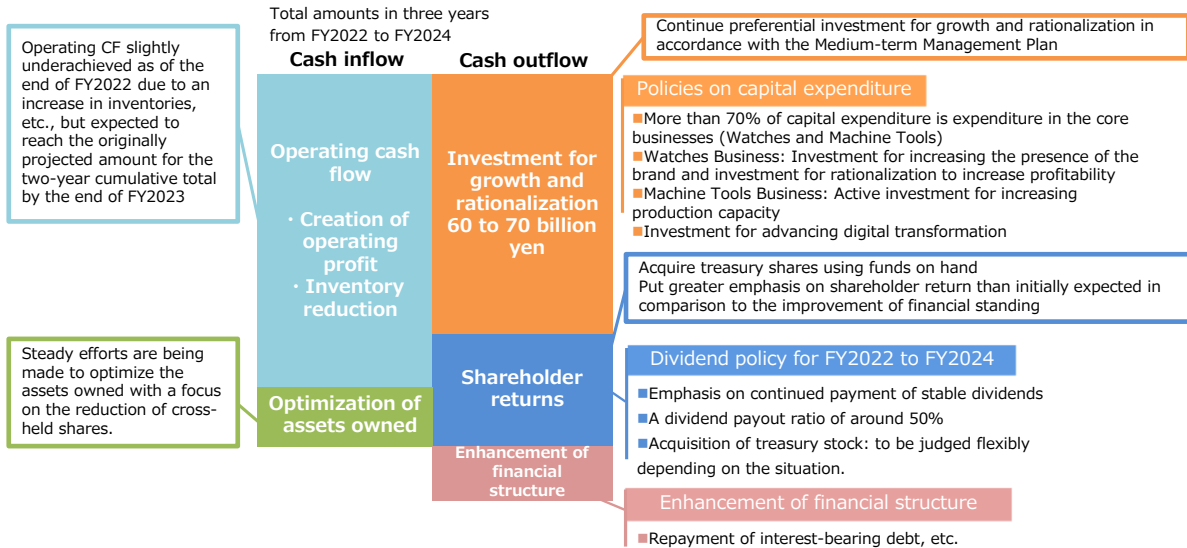 Total amounts in three years
from FY2022 to FY2024
Cash inflow
Cash outflow
Operating CF slightly
underachieved as of the
end of FY2022 due to an
increase in inventories,
etc., but expected to
reach the originally
projected amount for the
two-year cumulative total
by the end of FY2023
Steady efforts are being
made to optimize the
assets owned with a focus
on the reduction of cross-
held shares.
Operating cash
flow
・Creation of
operating
profit
・Inventory
reduction
Optimization of
assets owned
Investment for
growth and
rationalization
60 to 70 billion
yen
Shareholder
returns
Enhancement of
financial
structure
Continue preferential investment for growth and rationalization in
accordance with the Medium-term Management Plan
Policies on capital expenditure
■More than 70% of capital expenditure is expenditure in the core
businesses (Watches and Machine Tools)
■Watches Business: Investment for increasing the presence of the
brand and investment for rationalization to increase profitability
■Machine Tools Business: Active investment for increasing
production capacity
■Investment for advancing digital transformation
Acquire treasury shares using funds on hand
Put greater emphasis on shareholder return than initially expected in
comparison to the improvement of financial standing
Dividend policy for FY2022 to FY2024
■Emphasis on continued payment of stable dividends
■A dividend payout ratio of around 50%
■Acquisition of treasury stock: to be judged flexibly
depending on the situation.
Enhancement of financial structure
■Repayment of interest-bearing debt, etc.